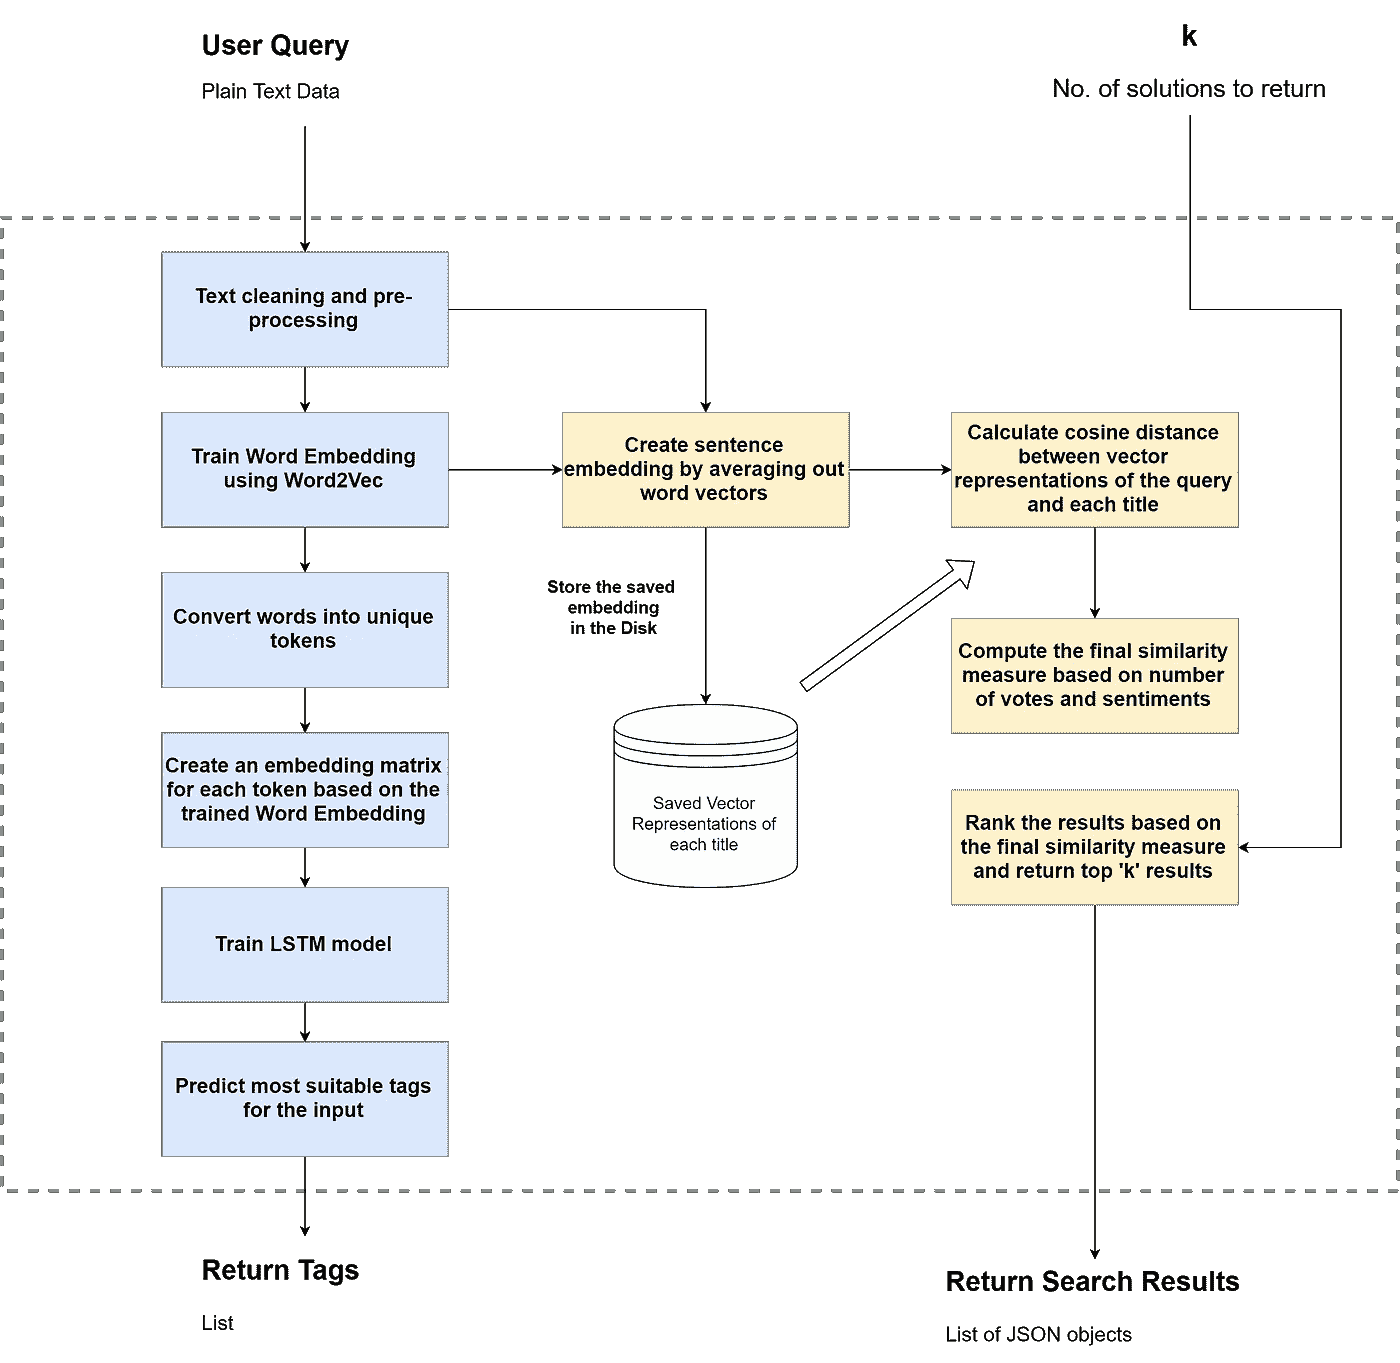 User Query
Plain Text Data
k
No. of solutions to return
Text cleaning and pre-
processing
Train Word Embedding
using Word2Vec
Create sentence
embedding by averaging out
word vectors
Calculate cosine distance
between vector
representations of the query
and each title
Convert words into unique
tokens
Store the saved
embedding
in the Disk
Compute the final similarity
measure based on number
of votes and sentiments
Create an embedding matrix
for each token based on the
trained Word Embedding
Saved Vector
Representations of
each title
Rank the results based on
the final similarity measure
and return top 'k' results
Train LSTM model
Predict most suitable tags
for the input
Return Tags
List
Return Search Results
List of JSON objects